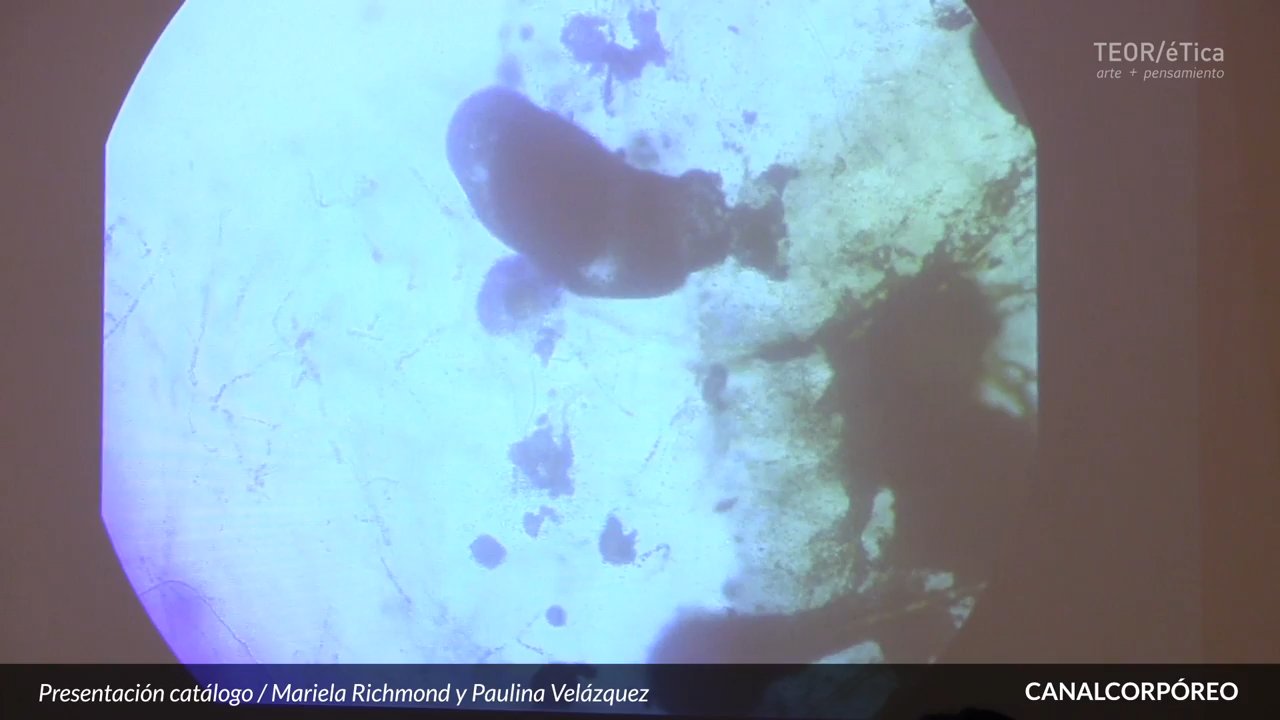 TEOR/éTica
arte + pensamiento
Presentación catálogo / Mariela Richmond y Paulina Velázquez
CANALCORPÓREO